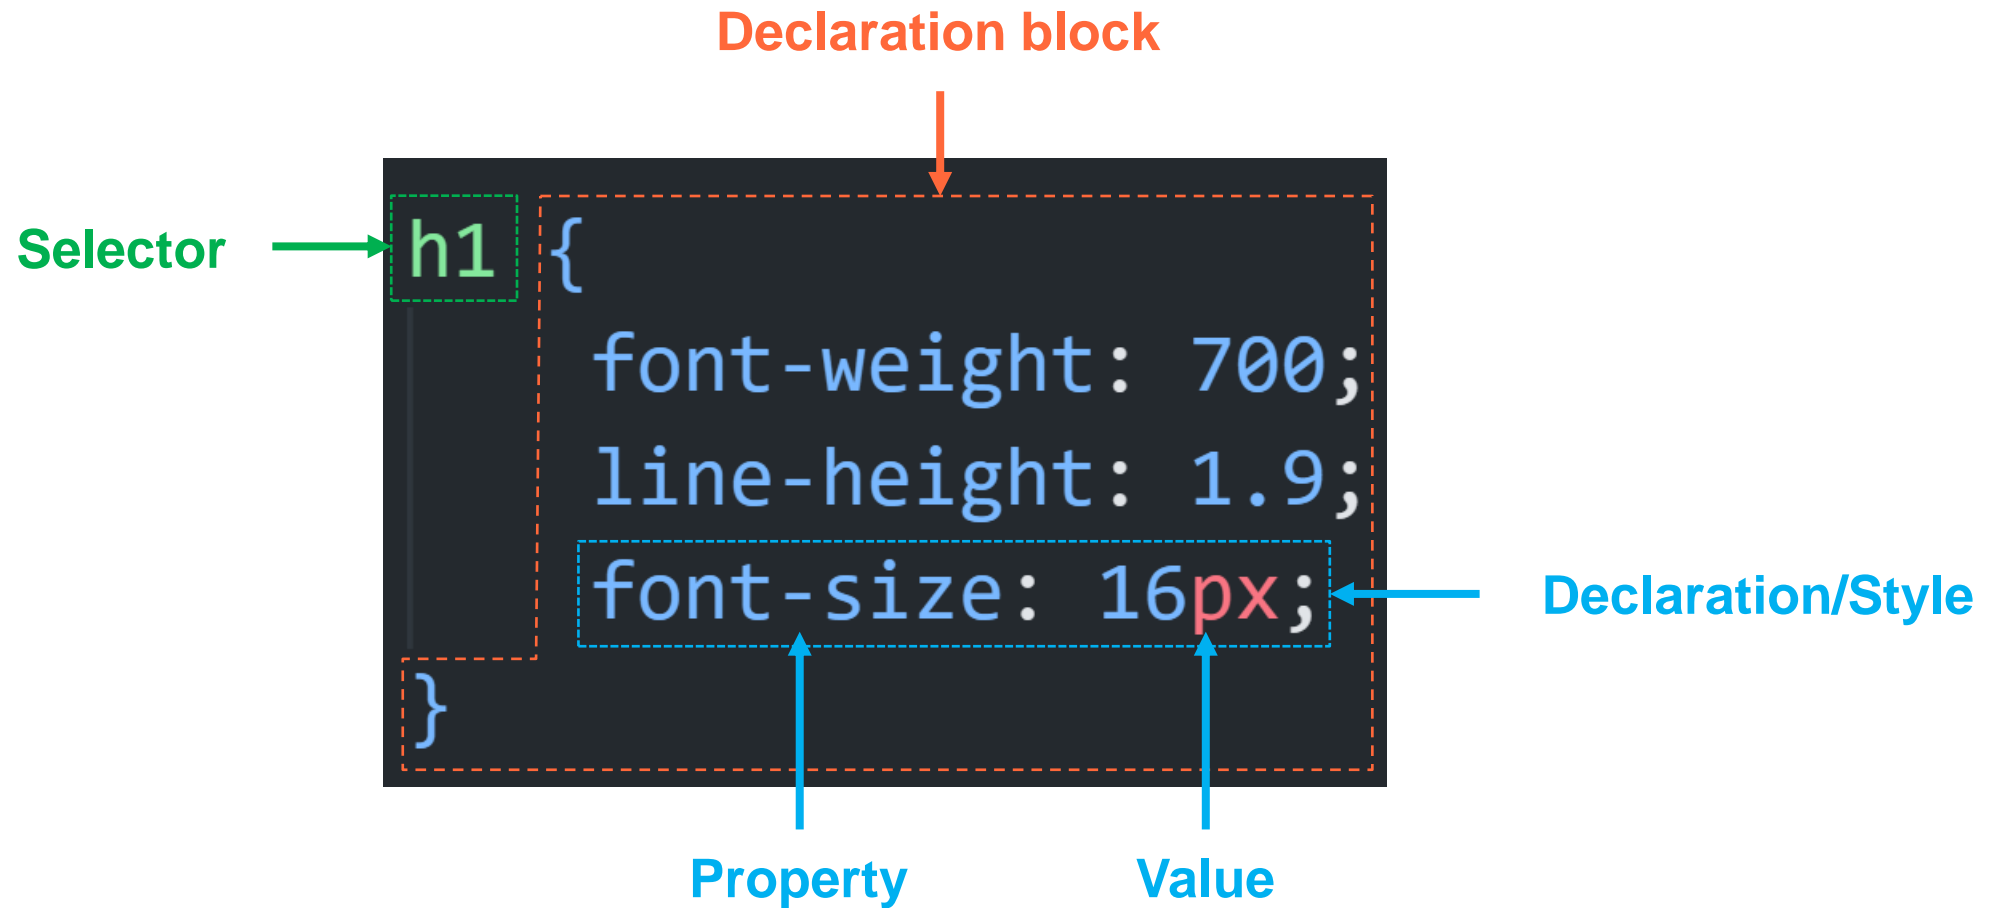 Declaration block
Selector
h1 {
font-weight: 700;
line-height: 1.9;
font-size: 16px;
Declaration/Style
}
Property
Value